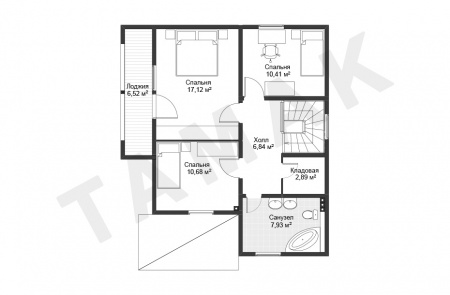 Спальня
17,12 м²
Спальня
10,41 м²
Лоджия
6,52 м²
Холл
6,84 м²
Спальня
10,68 м²
Кладовая
2,89 м²
Санузел
7,93 м²
TAMAK